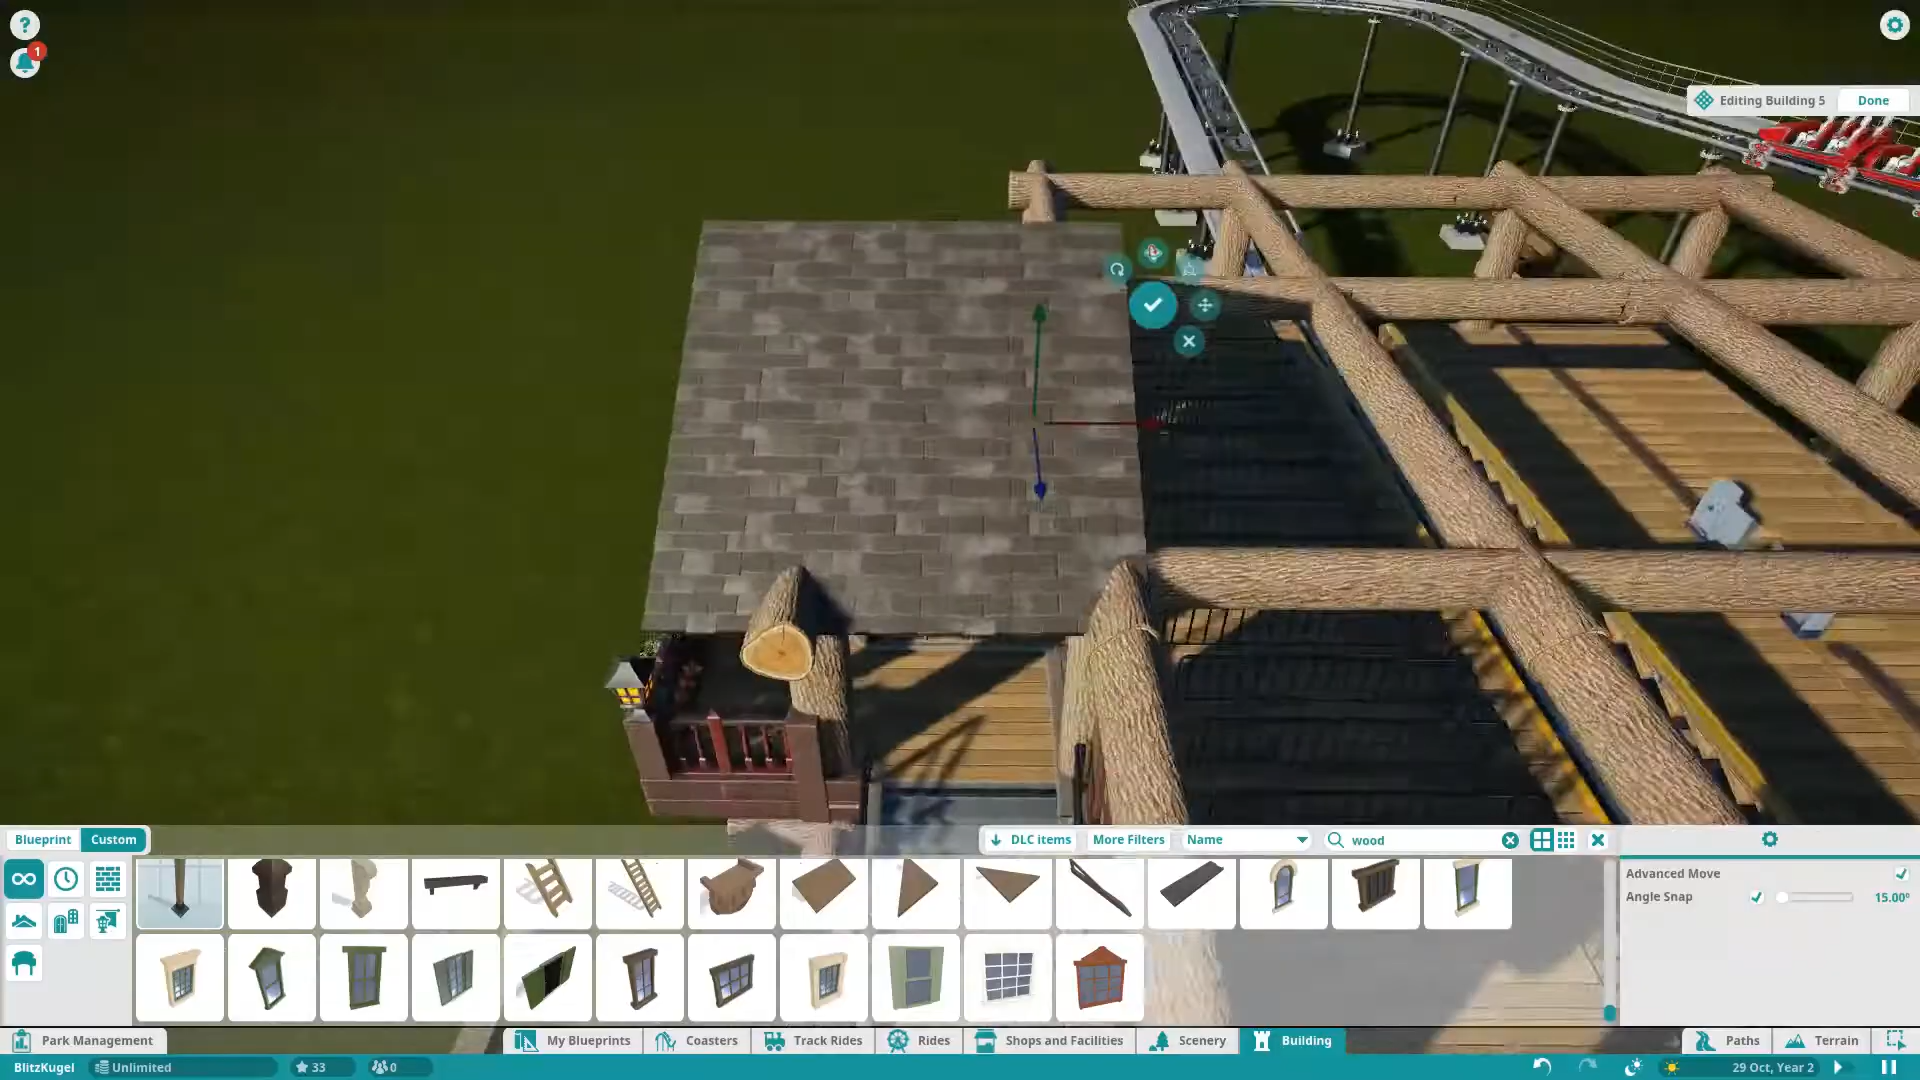 ?
1
Editing Building 5
Done
Blueprint
Custom
DLC items
More Filters
Name
wood
Advanced Move
Angle Snap
15.00°
Park Management
My Blueprints
Coasters
Track Rides
Rides
Shops and Facilities
Scenery
Building
Paths
Terrain
BlitzKugel
Unlimited
33
0
29 Oct, Year 2